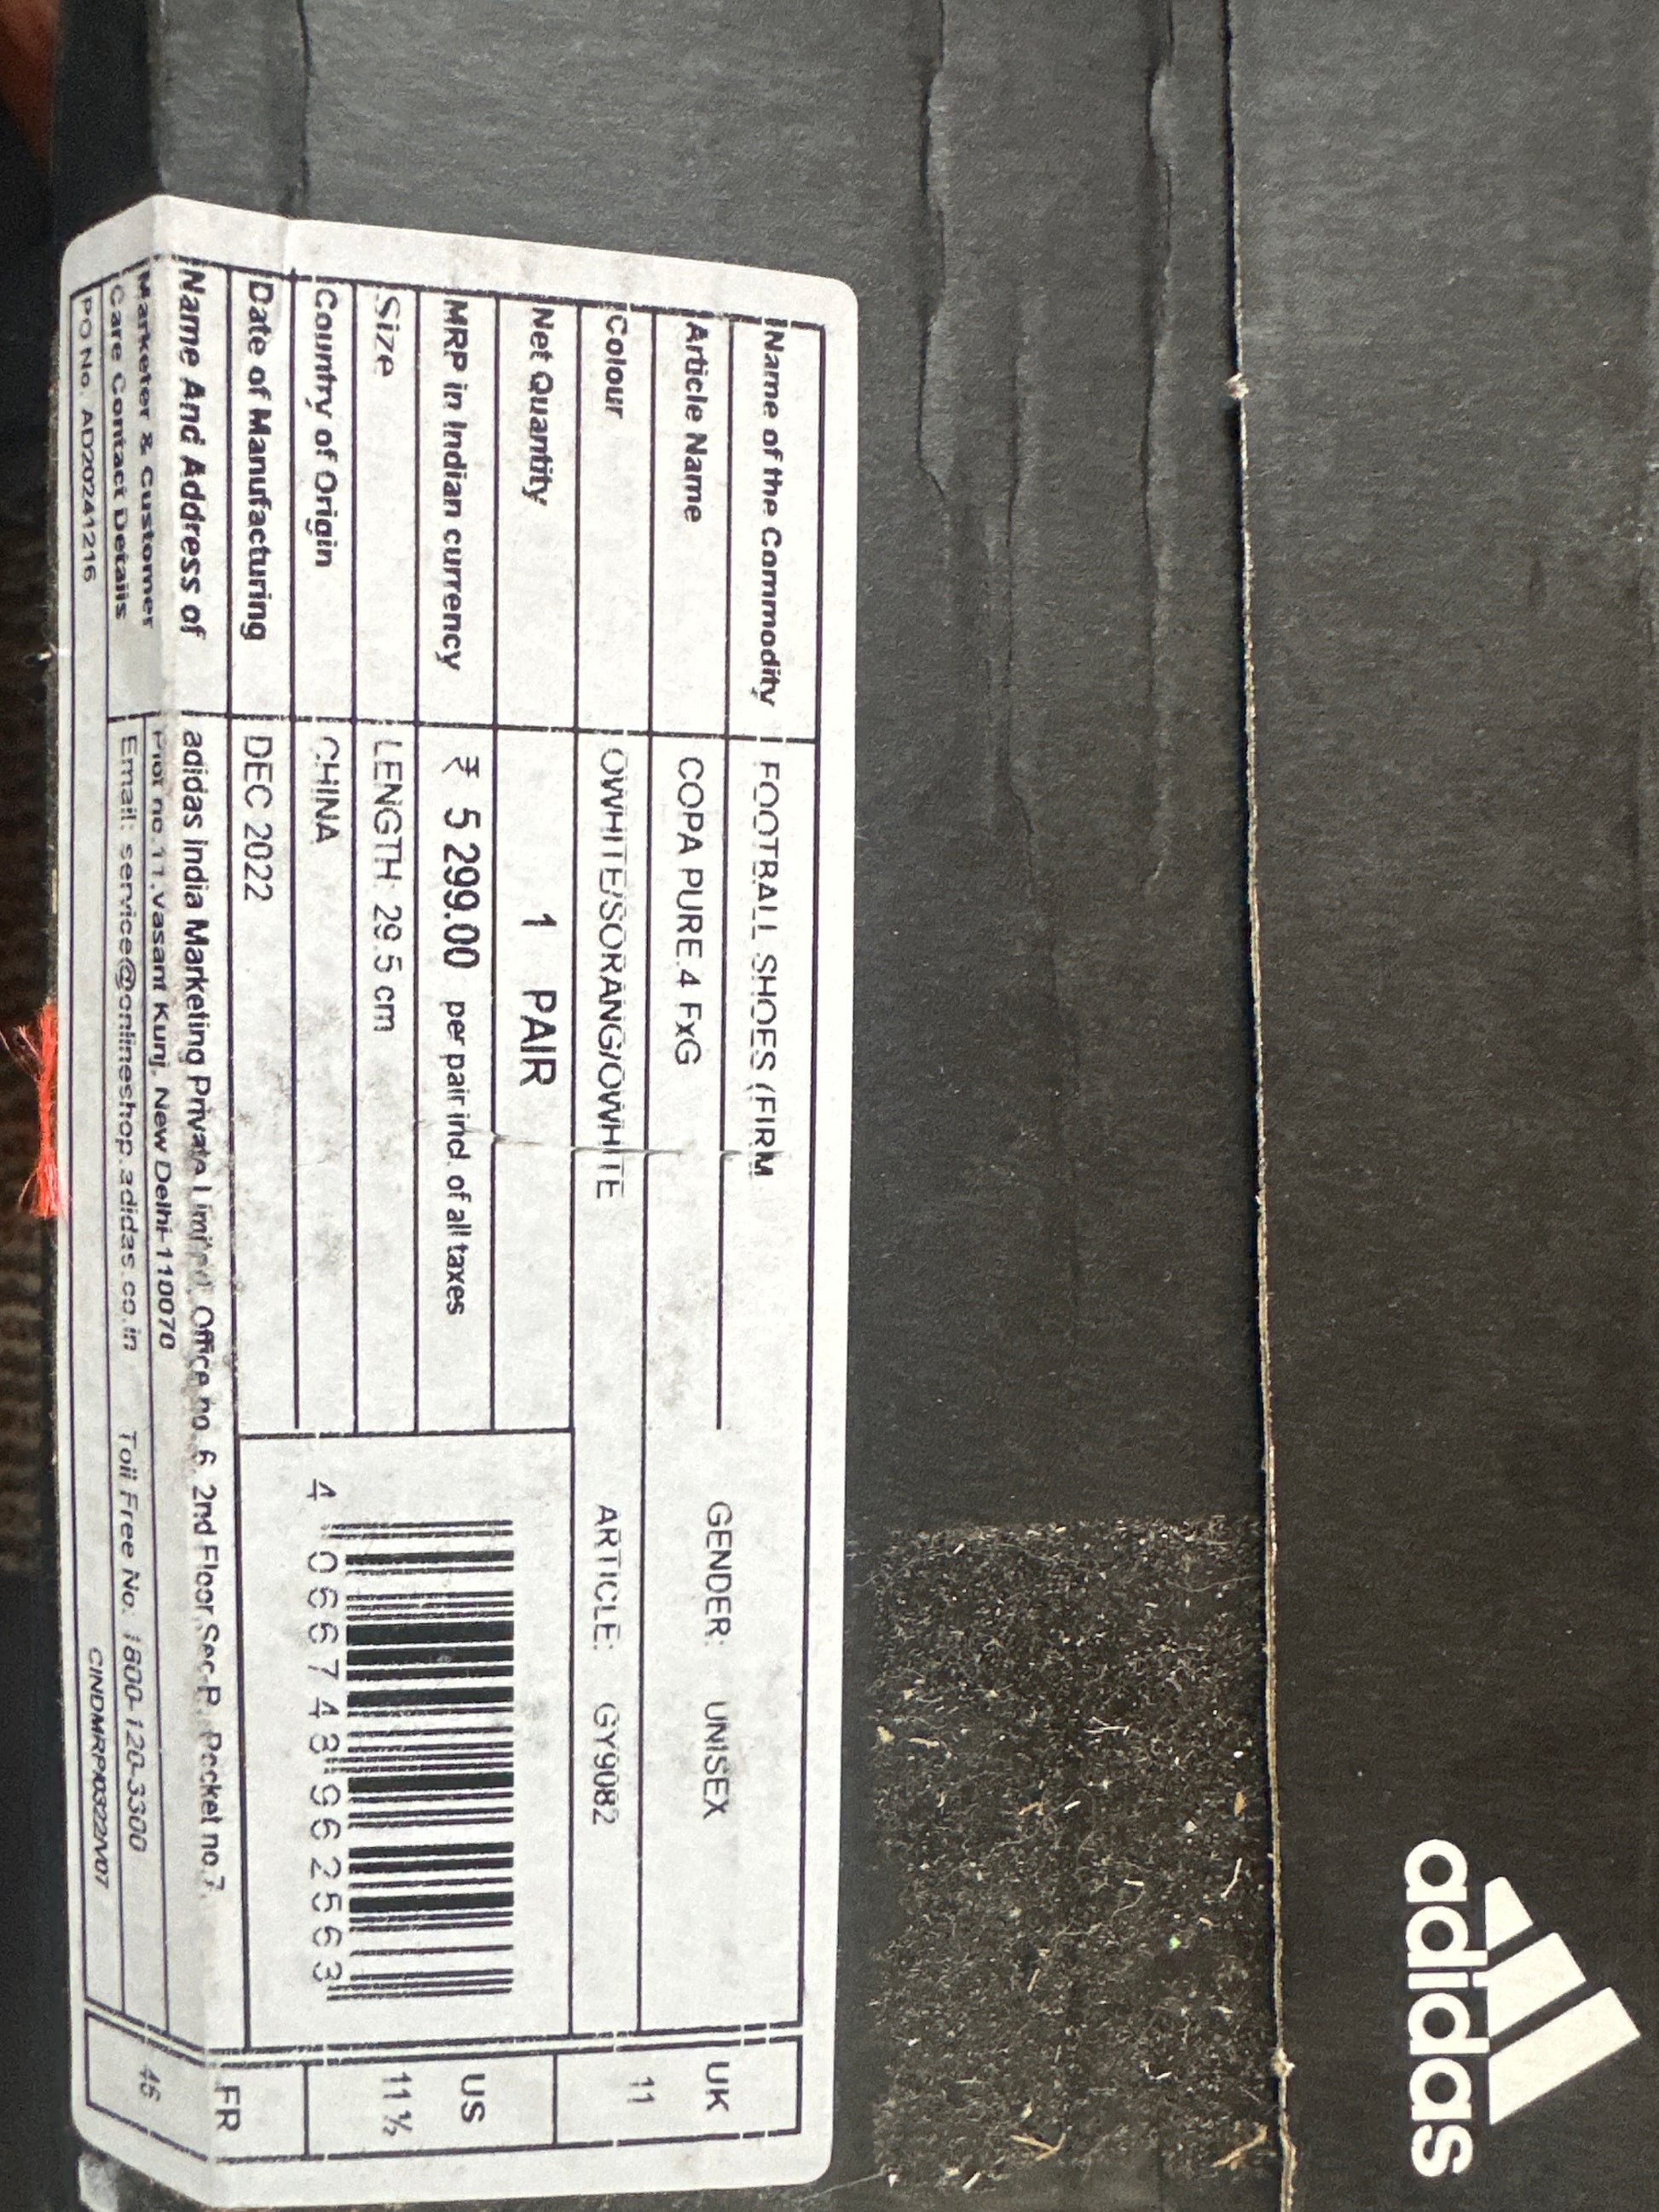 adidas
Name of the Commodity FOOTBALL SHOES (FIRM
Article Name COPA PURE.4 FxG GENDER: UNISEX
Colour OWHITE/SORANG/OWHITE ARTICLE: GY9082
Net Quantity 1 PAIR
MRP in Indian currency ₹ 5 299.00 per pair incl. of all taxes
Size LENGTH: 29.5 cm
Country of Origin CHINA
Date of Manufacturing DEC 2022
4 066748 962563
Name And Address of adidas India Marketing Private Limited, Office no. 6, 2nd Floor, Sec-B, Pocket no.7,
Marketer & Customer Plot no.11, Vasant Kunj, New Delhi-110070
Care Contact Details Email: service@onlineshop.adidas.co.in Toll Free No: 1800-120-3300
PO No. AD20241216 CINDMRP/0322/V07
UK
11
US
11 ½
FR
46